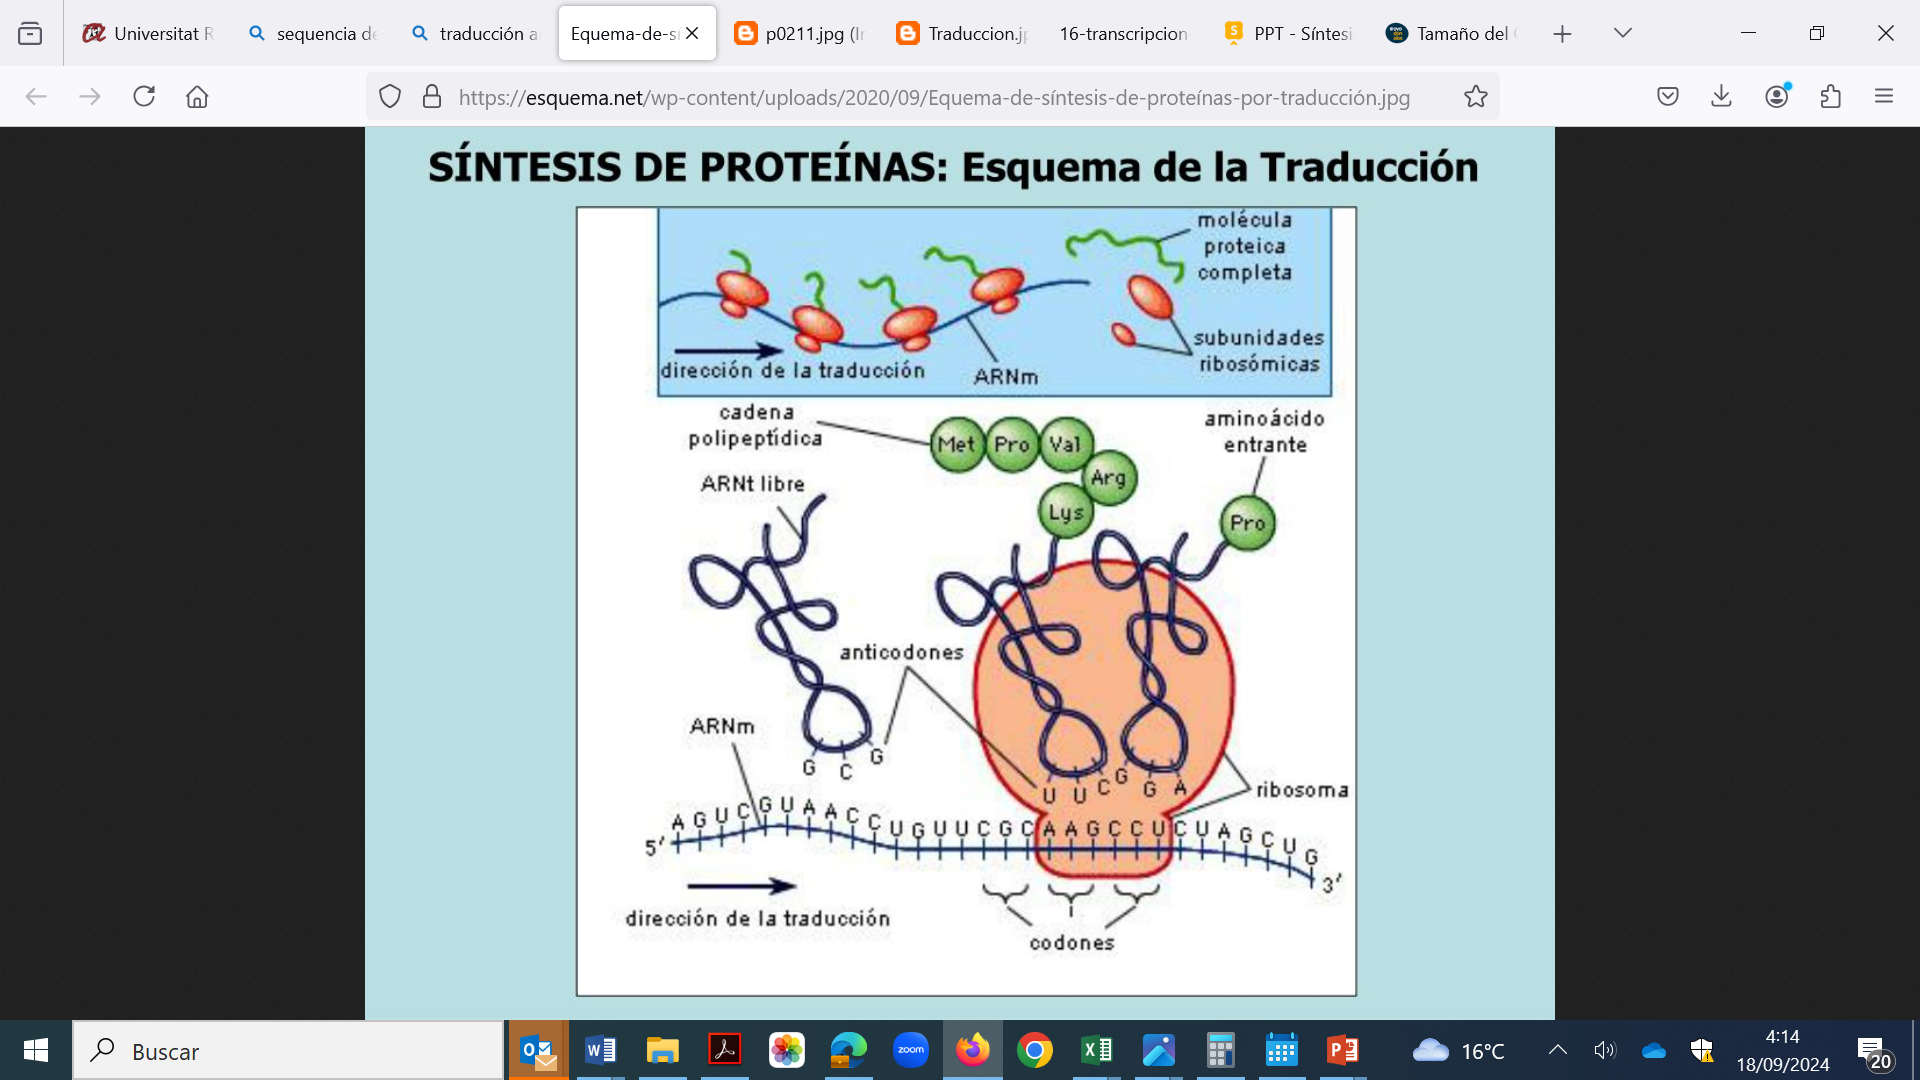 Universitat R
sequencia de
traducción a
Esquema-de-sí
p0211.jpg (I
Traduccion.j
16-transcripcion
PPT - Síntesi
Tamaño del
https://esquema.net/wp-content/uploads/2020/09/Equema-de-síntesis-de-proteínas-por-traducción.jpg
SÍNTESIS DE PROTEÍNAS: Esquema de la Traducción
molécula
proteica
completa
subunidades
ribosómicas
dirección de la traducción
ARNm
cadena
polipeptídica
Met Pro Val
Arg
Lys
aminoácido
entrante
Pro
ARNt libre
anticodones
ARNm
G C G
U U C G G A
ribosoma
5' A G U C G U A A C C U G U U C G C A A G C C U C U A G C U G 3'
dirección de la traducción
codones
Buscar
zoom
16°C
4:14
18/09/2024
20